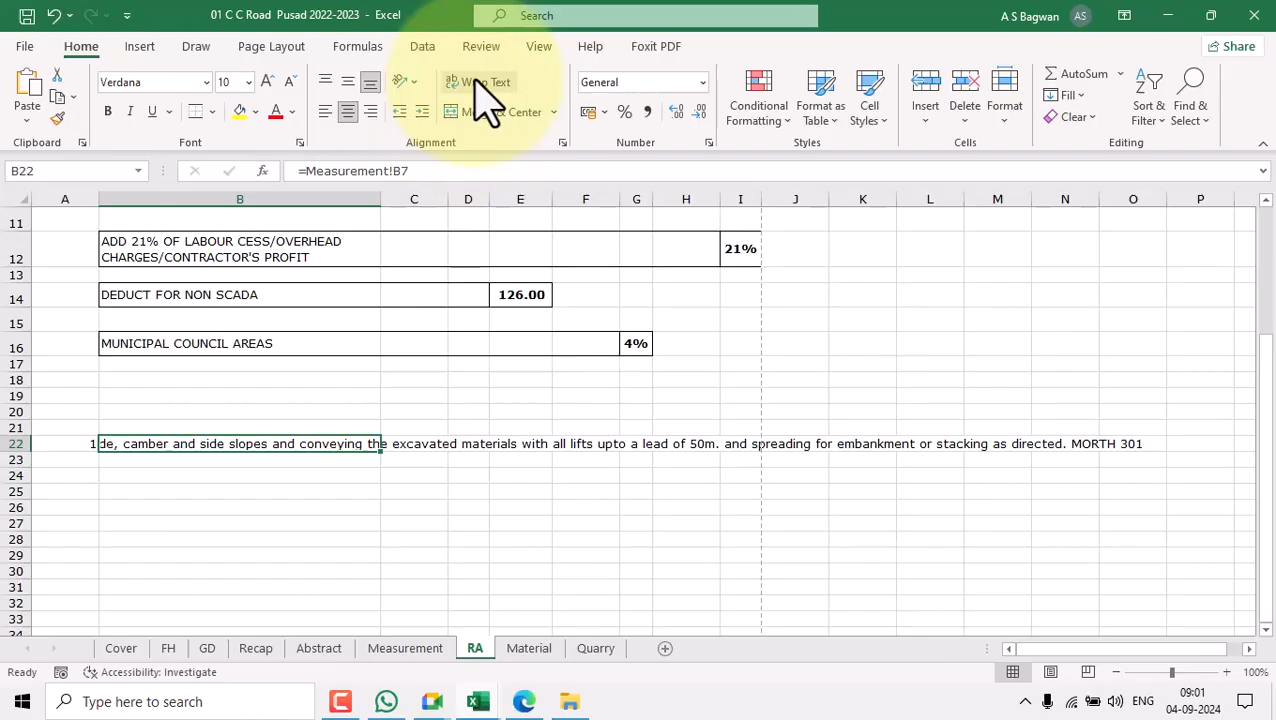 01 C C Road Pusad 2022-2023 - Excel
Search
A S Bagwan
AS
File
Home
Insert
Draw
Page Layout
Formulas
Data
Review
View
Help
Foxit PDF
Share
Paste
Verdana
10
Wrap Text
Merge & Center
General
Conditional Formatting
Format as Table
Cell Styles
Insert
Delete
Format
AutoSum
Fill
Clear
Sort & Filter
Find & Select
Clipboard
Font
Alignment
Number
Styles
Cells
Editing
B22
=Measurement!B7
A B C D E F G H I J K L M N O P
11
12 ADD 21% OF LABOUR CESS/OVERHEAD
CHARGES/CONTRACTOR'S PROFIT 21%
13
14 DEDUCT FOR NON SCADA 126.00
15
16 MUNICIPAL COUNCIL AREAS 4%
17
18
19
20
21
22 1 de, camber and side slopes and conveying the excavated materials with all lifts upto a lead of 50m. and spreading for embankment or stacking as directed. MORTH 301
23
24
25
26
27
28
29
30
31
32
33
34
Cover
FH
GD
Recap
Abstract
Measurement
RA
Material
Quarry
Ready
Accessibility: Investigate
100%
Type here to search
ENG
09:01
04-09-2024